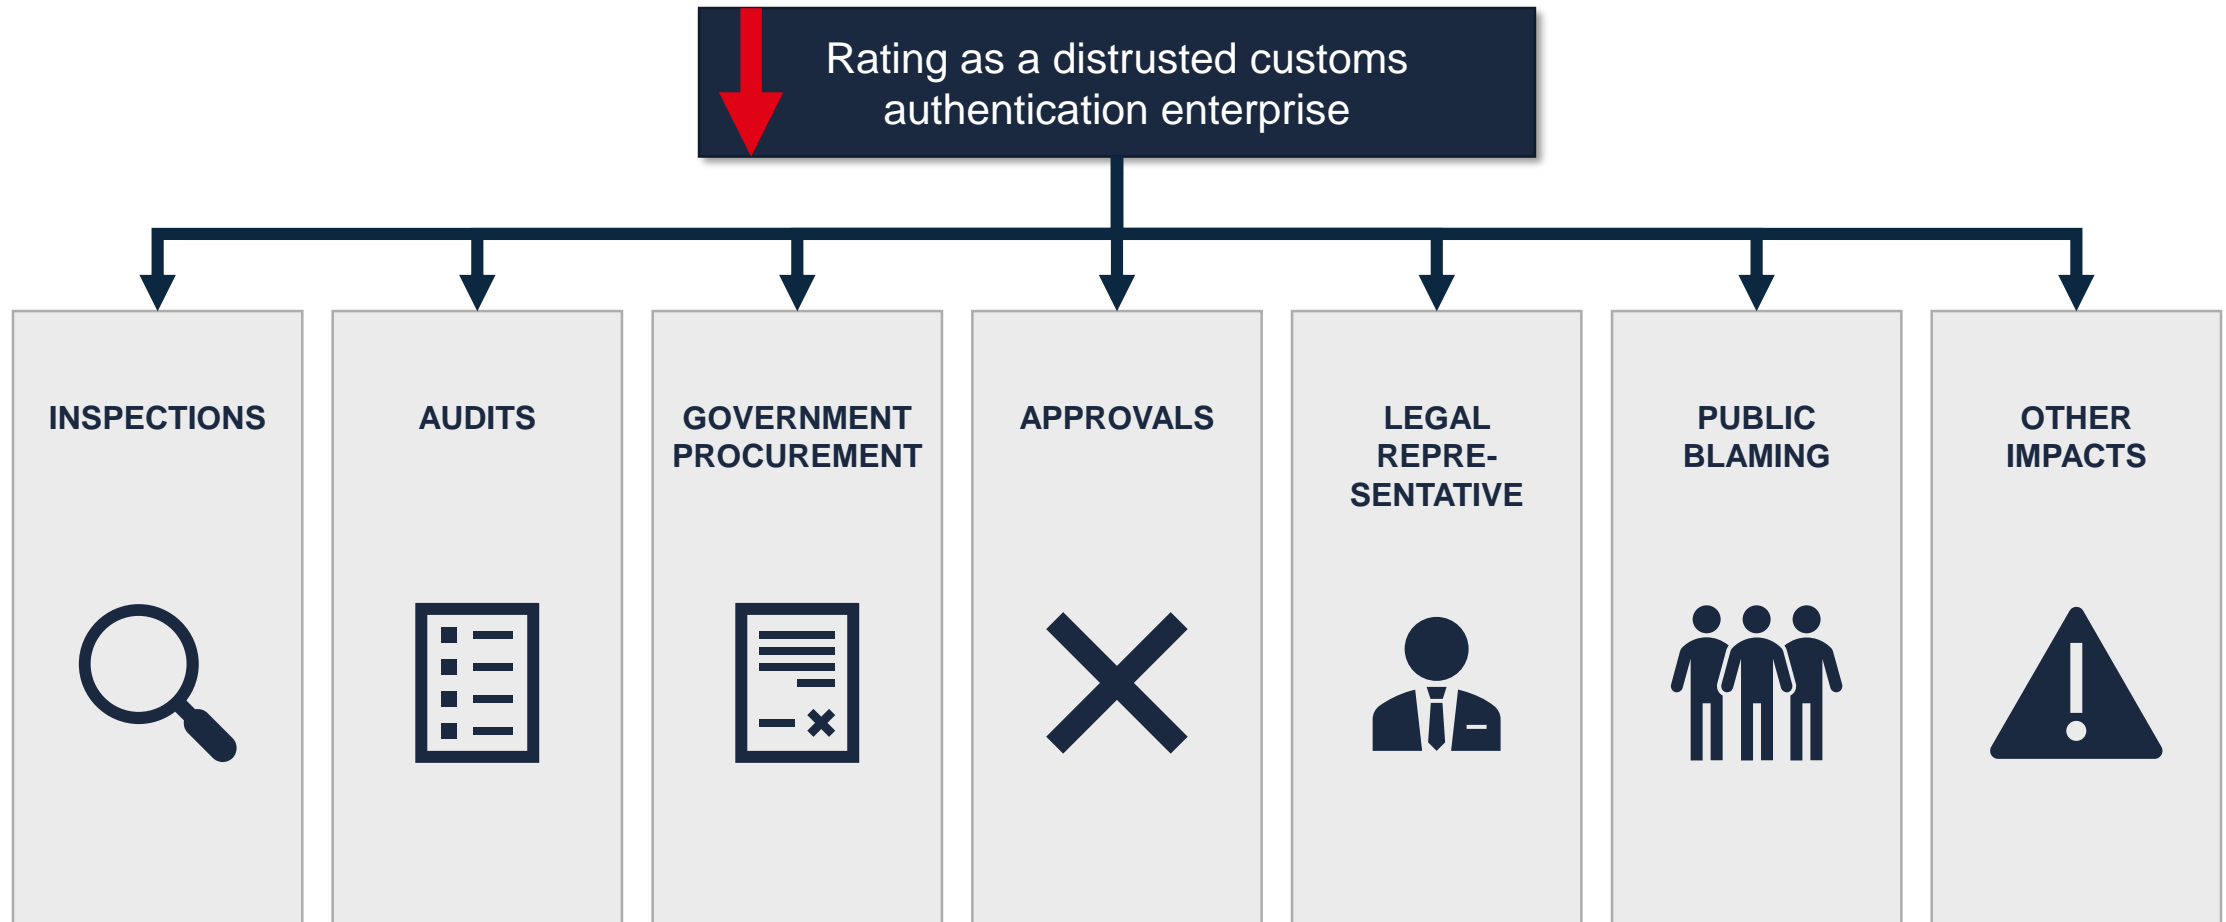 Rating as a distrusted customs
authentication enterprise
INSPECTIONS
AUDITS
GOVERNMENT
PROCUREMENT
APPROVALS
LEGAL
REPRE-
SENTATIVE
PUBLIC
BLAMING
OTHER
IMPACTS